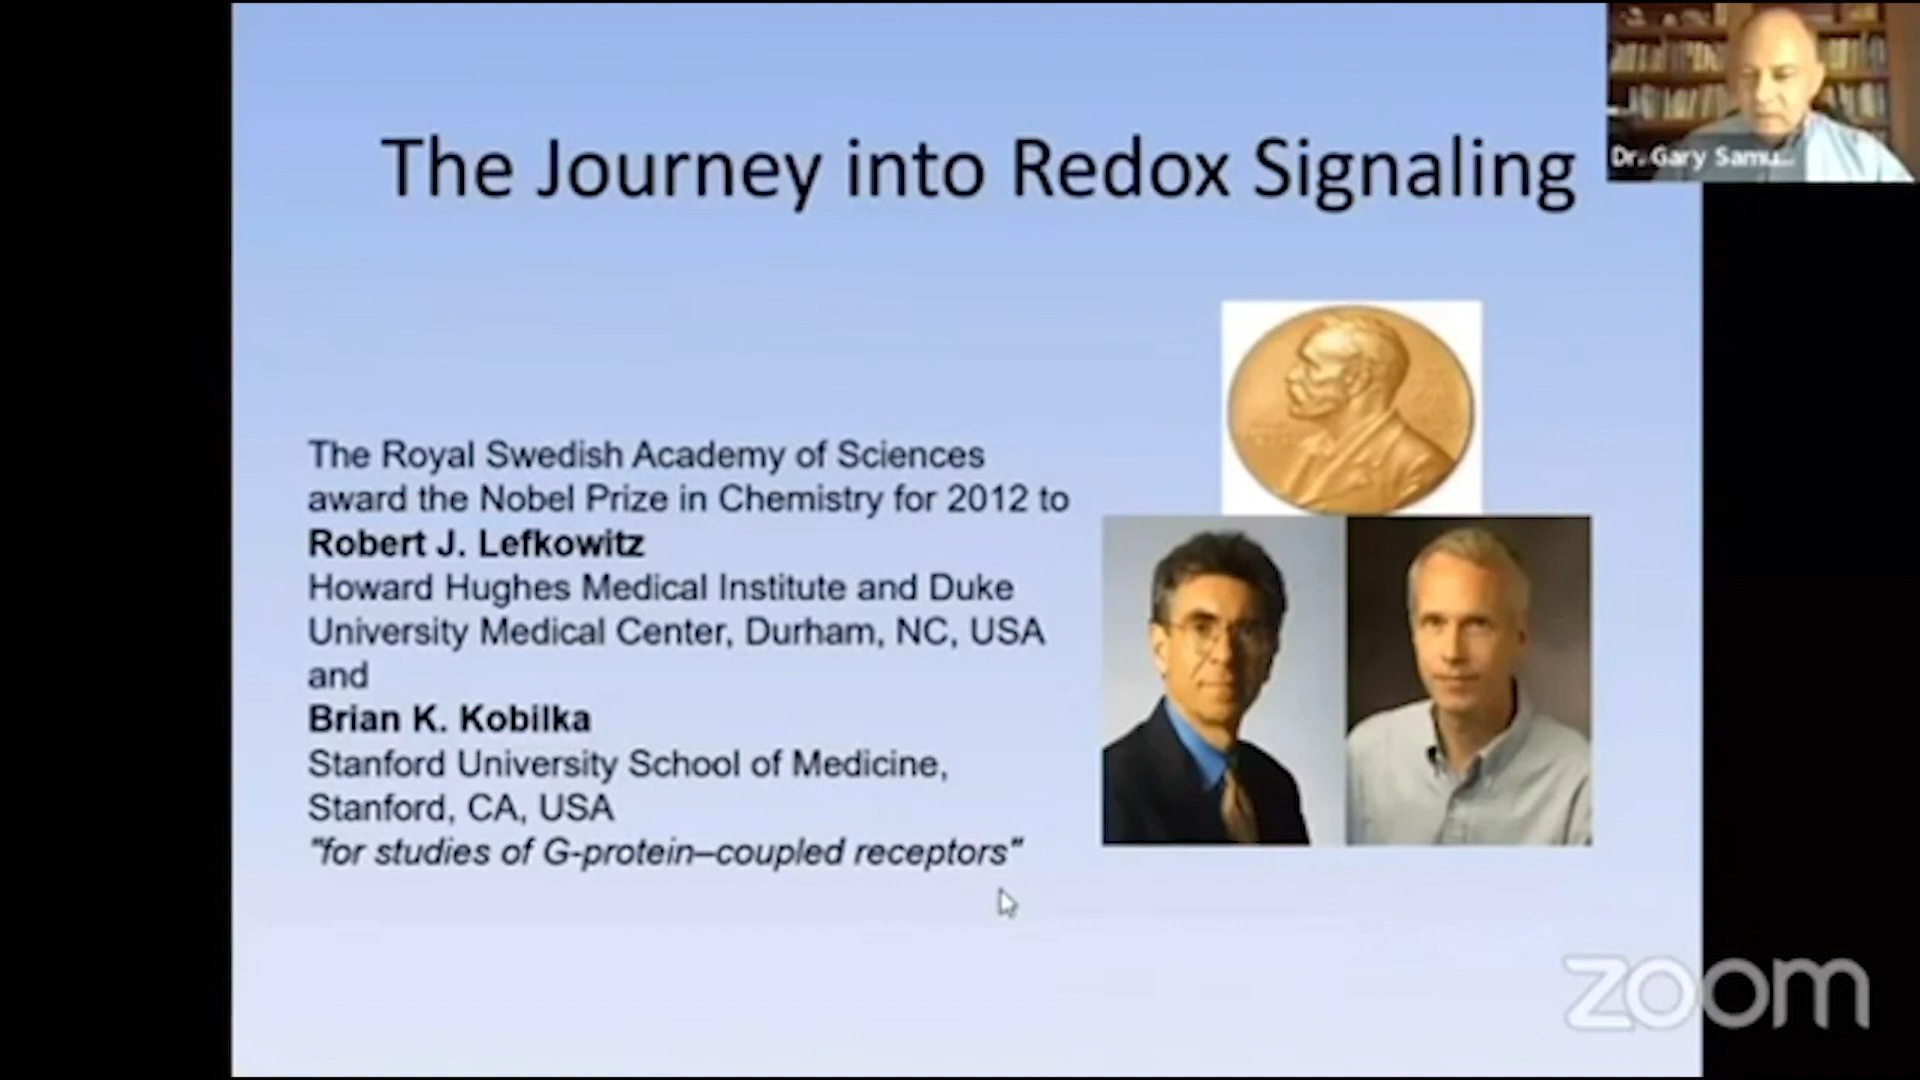 The Journey into Redox Signaling
Dr. Gary Samu...
The Royal Swedish Academy of Sciences
award the Nobel Prize in Chemistry for 2012 to
Robert J. Lefkowitz
Howard Hughes Medical Institute and Duke
University Medical Center, Durham, NC, USA
and
Brian K. Kobilka
Stanford University School of Medicine,
Stanford, CA, USA
"for studies of G-protein–coupled receptors"
zoom